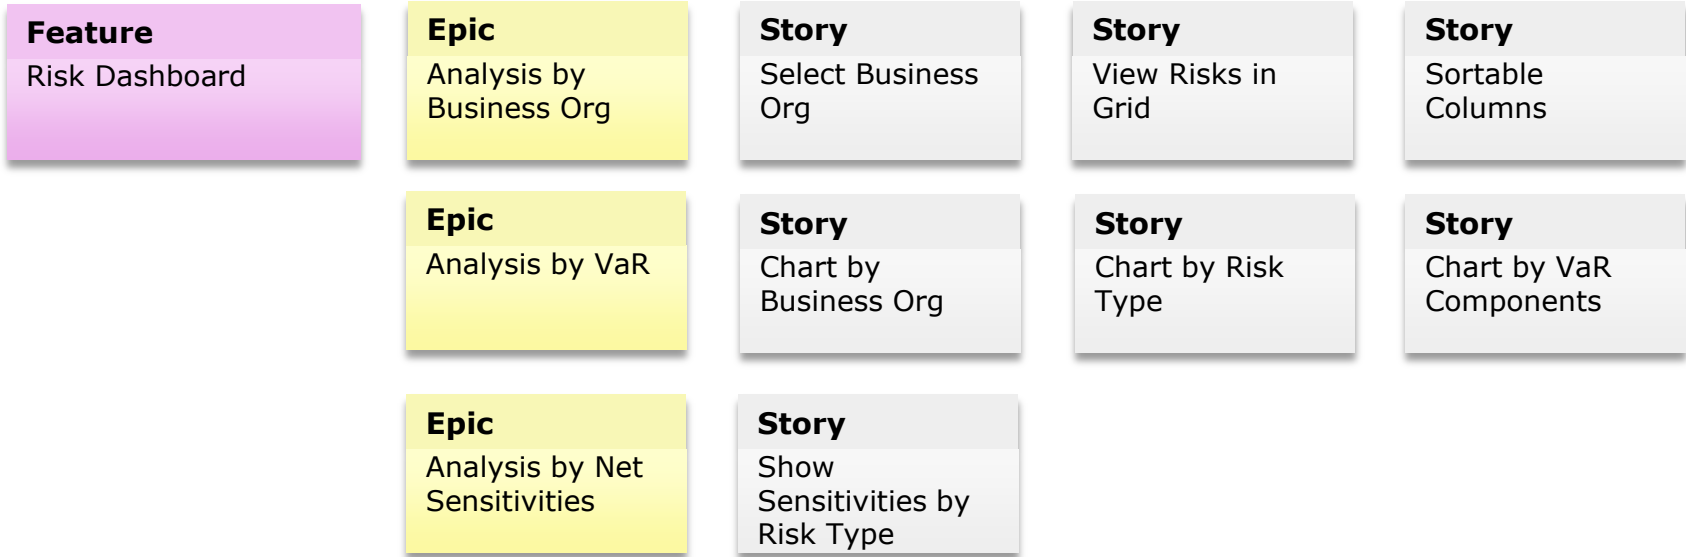 Feature
Risk Dashboard
Epic
Analysis by
Business Org
Story
Select Business
Org
Story
View Risks in
Grid
Story
Sortable
Columns
Epic
Analysis by VaR
Story
Chart by
Business Org
Story
Chart by Risk
Type
Story
Chart by VaR
Components
Epic
Analysis by Net
Sensitivities
Story
Show
Sensitivities by
Risk Type